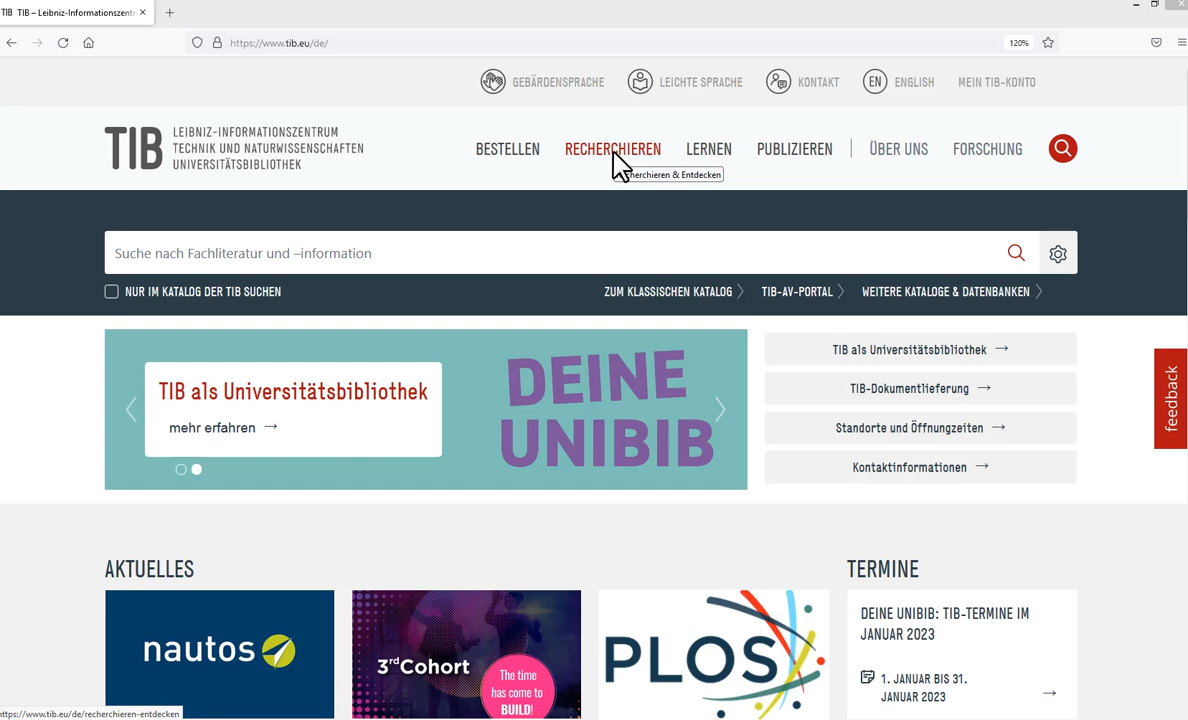 TIB TIB – Leibniz-Informationszentr
https://www.tib.eu/de/
120%
GEBÄRDENSPRACHE
LEICHTE SPRACHE
KONTAKT
EN ENGLISH
MEIN TIB-KONTO
TIB
LEIBNIZ-INFORMATIONSZENTRUM
TECHNIK UND NATURWISSENSCHAFTEN
UNIVERSITÄTSBIBLIOTHEK
BESTELLEN
RECHERCHIEREN
LERNEN
PUBLIZIEREN
ÜBER UNS
FORSCHUNG
& Entdecken
Suche nach Fachliteratur und –information
NUR IM KATALOG DER TIB SUCHEN
ZUM KLASSISCHEN KATALOG
TIB-AV-PORTAL
WEITERE KATALOGE & DATENBANKEN
TIB als Universitätsbibliothek
mehr erfahren →
DEINE
UNIBIB
TIB als Universitätsbibliothek →
TIB-Dokumentlieferung →
Standorte und Öffnungzeiten →
Kontaktinformationen →
feedback
AKTUELLES
nautos
3rd Cohort
The time
has come to
BUILD!
PLOS
TERMINE
DEINE UNIBIB: TIB-TERMINE IM
JANUAR 2023
1. JANUAR BIS 31.
JANUAR 2023 →
https://www.tib.eu/de/recherchieren-entdecken